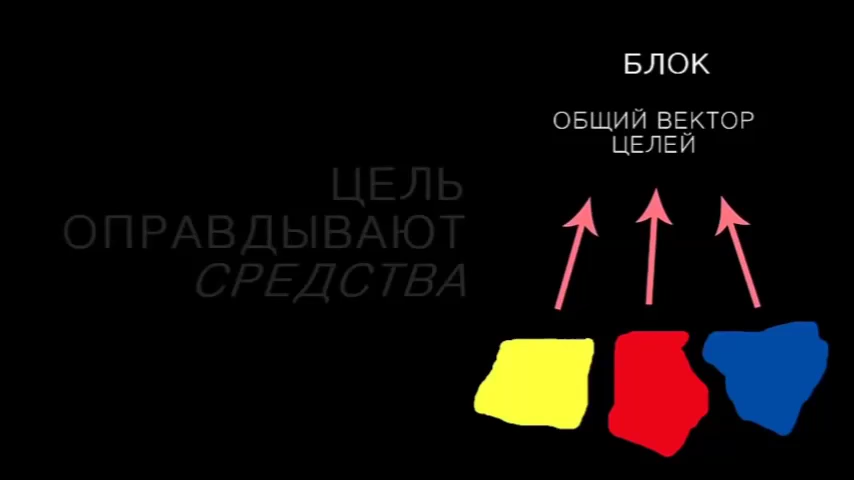 БЛОК
ОБЩИЙ ВЕКТОР
ЦЕЛЕЙ
ЦЕЛЬ
ОПРАВДЫВАЮТ
СРЕДСТВА